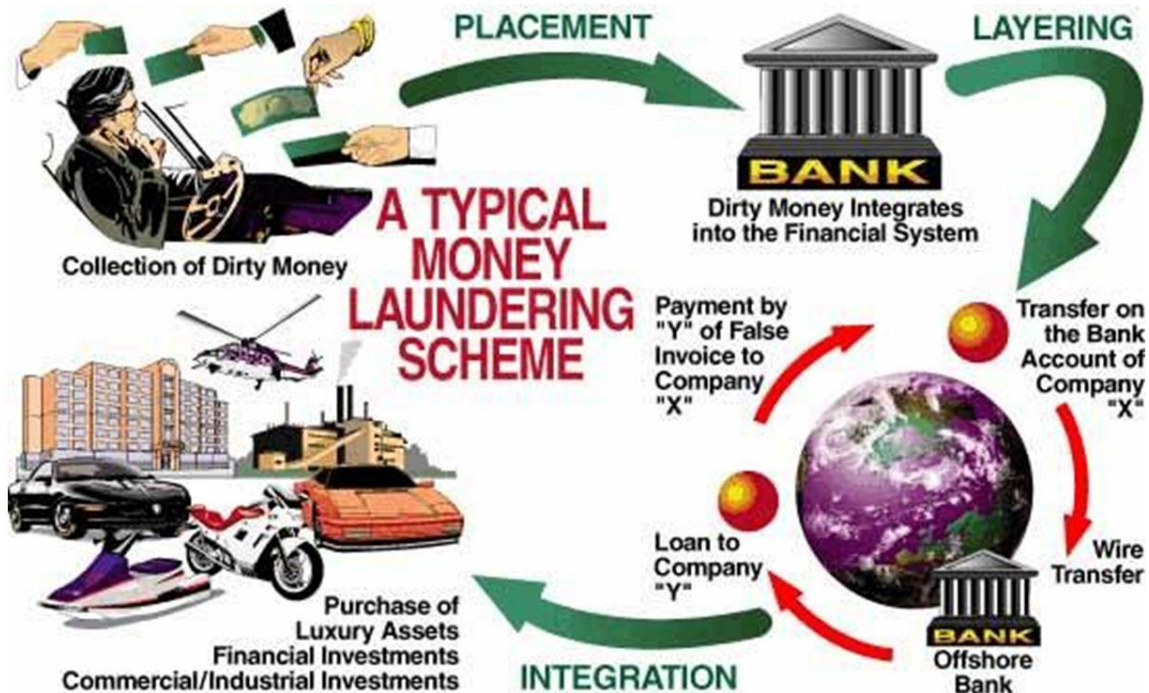 PLACEMENT
LAYERING
BANK
Dirty Money Integrates
into the Financial System
Collection of Dirty Money
A TYPICAL
MONEY
LAUNDERING
SCHEME
Payment by
"Y" of False
Invoice to
Company
"X"
Transfer on
the Bank
Account of
Company
"X"
Wire
Transfer
Loan to
Company
"Y"
BANK
Offshore
Bank
INTEGRATION
Purchase of
Luxury Assets
Financial Investments
Commercial/Industrial Investments